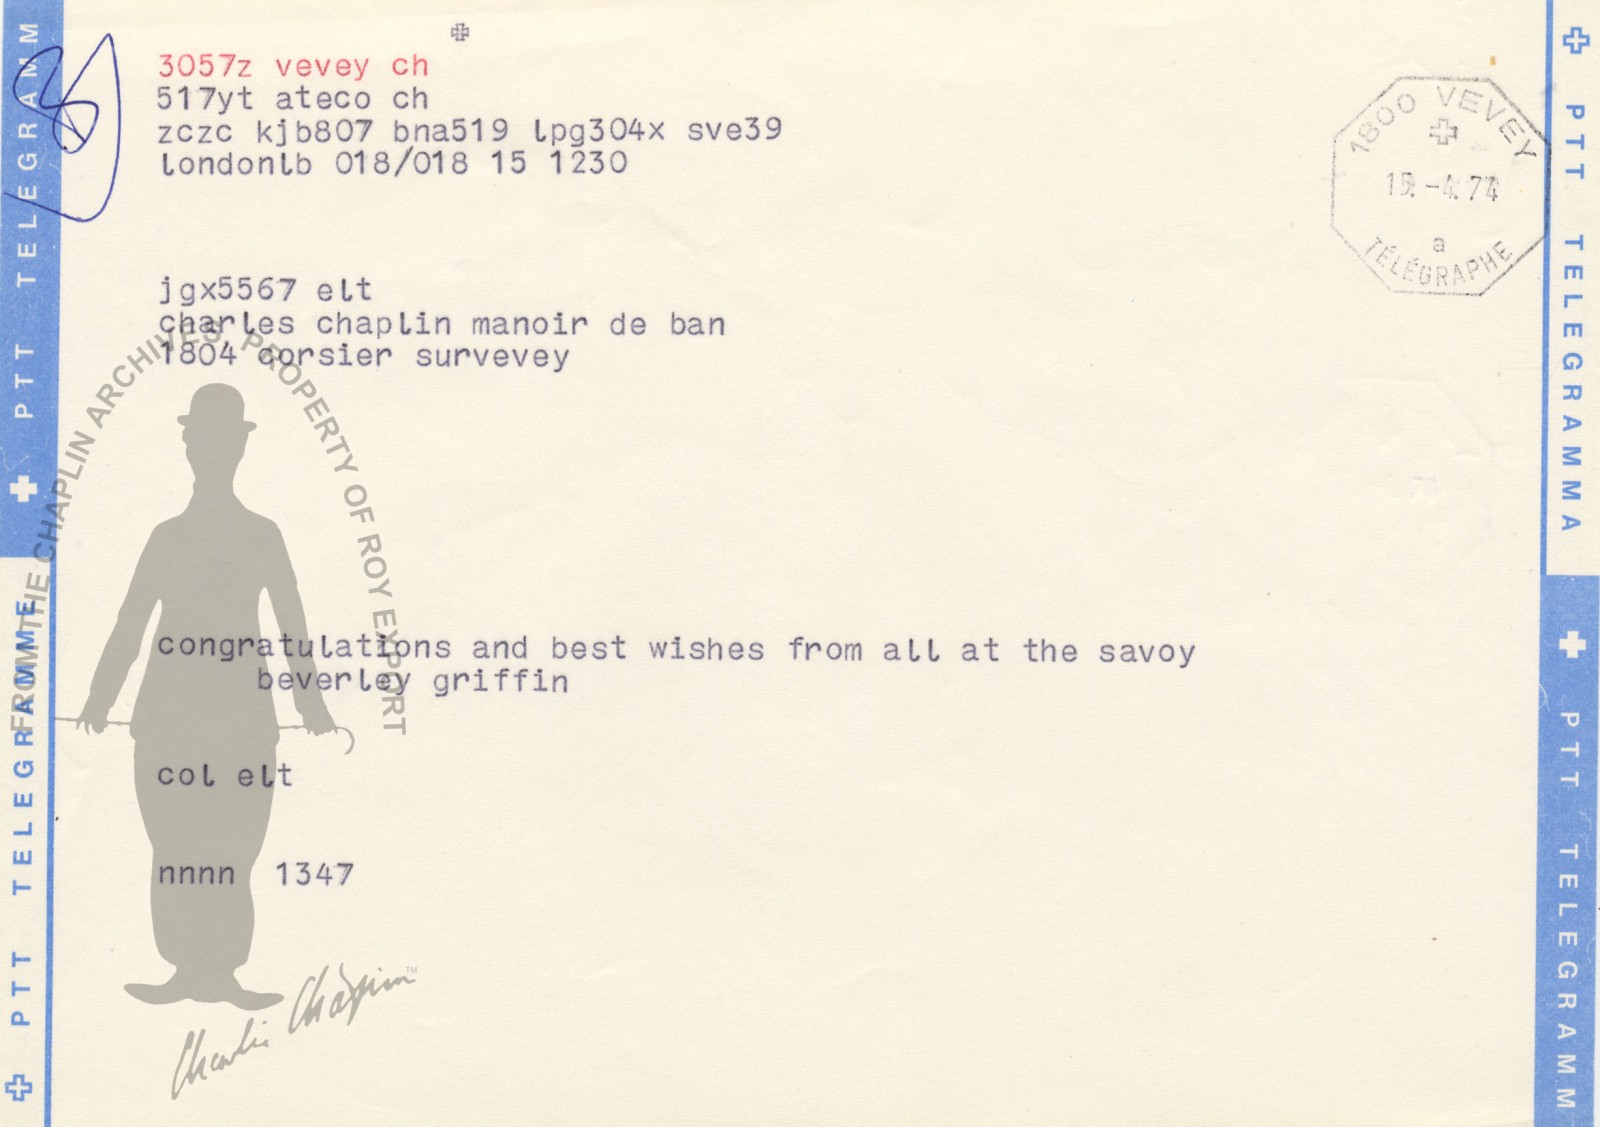 3057z vevey ch
517yt ateco ch
zczc kjb807 bna519 lpg304x sve39
londonlb 018/018 15 1230
1800 VEVEY
15.-4.74
a
TÉLÉGRAPHE
jgx5567 elt
charles chaplin manoir de ban
1804 corsier survevey
congratulations and best wishes from all at the savoy
beverley griffin
col elt
nnnn 1347
PTT TELEGRAMM
PTT TELEGRAMME
PTT TELEGRAMMA
PTT TELEGRAMM
FROM THE CHAPLIN ARCHIVES, PROPERTY OF ROY EXPORT
Charlie Chaplin™